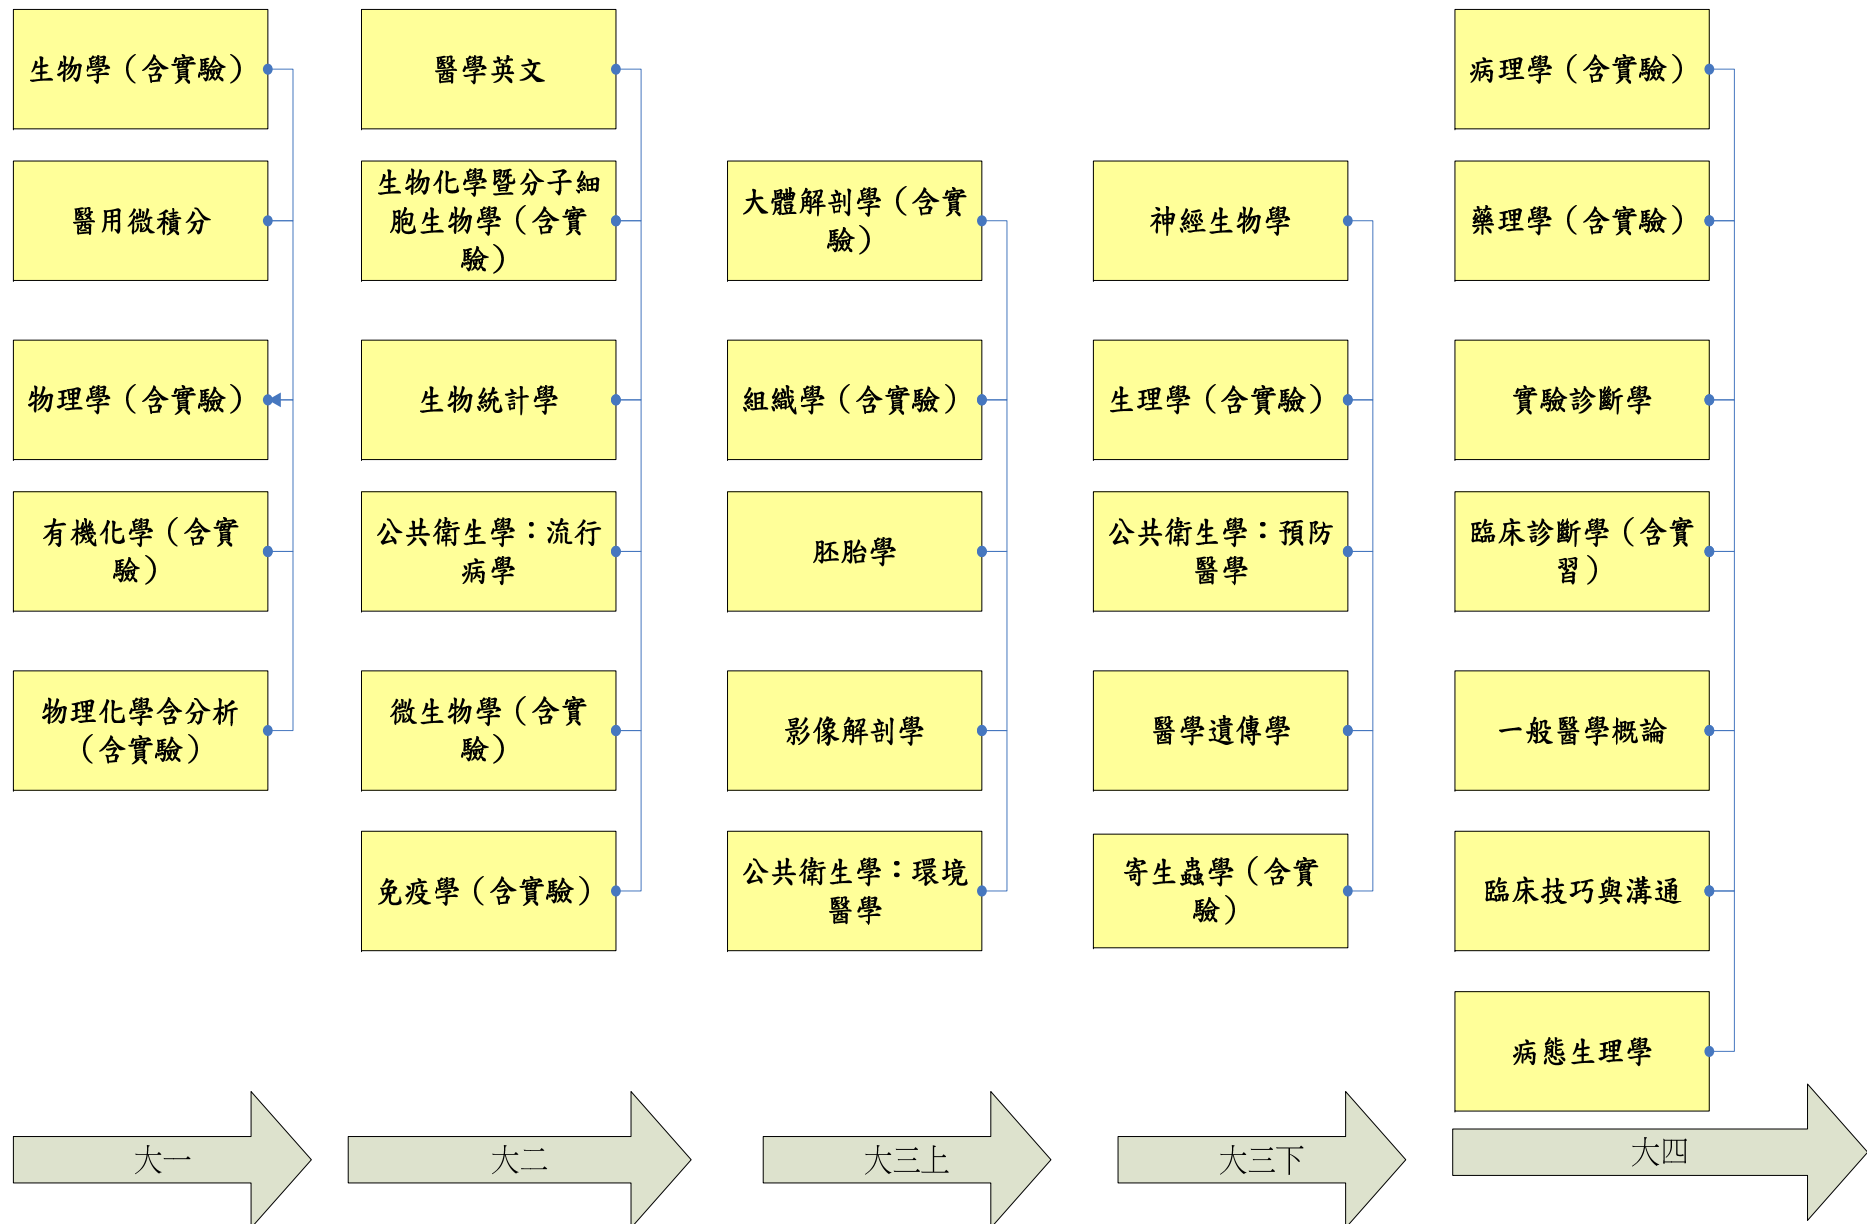 生物學（含實驗）
醫用微積分
物理學（含實驗）
有機化學（含實
驗）
物理化學含分析
（含實驗）
醫學英文
生物化學暨分子細
胞生物學（含實
驗）
生物統計學
公共衛生學：流行
病學
微生物學（含實
驗）
免疫學（含實驗）
大體解剖學（含實
驗）
組織學（含實驗）
胚胎學
影像解剖學
公共衛生學：環境
醫學
神經生物學
生理學（含實驗）
公共衛生學：預防
醫學
醫學遺傳學
寄生蟲學（含實
驗）
病理學（含實驗）
藥理學（含實驗）
實驗診斷學
臨床診斷學（含實
習）
一般醫學概論
臨床技巧與溝通
病態生理學
大一
大二
大三上
大三下
大四